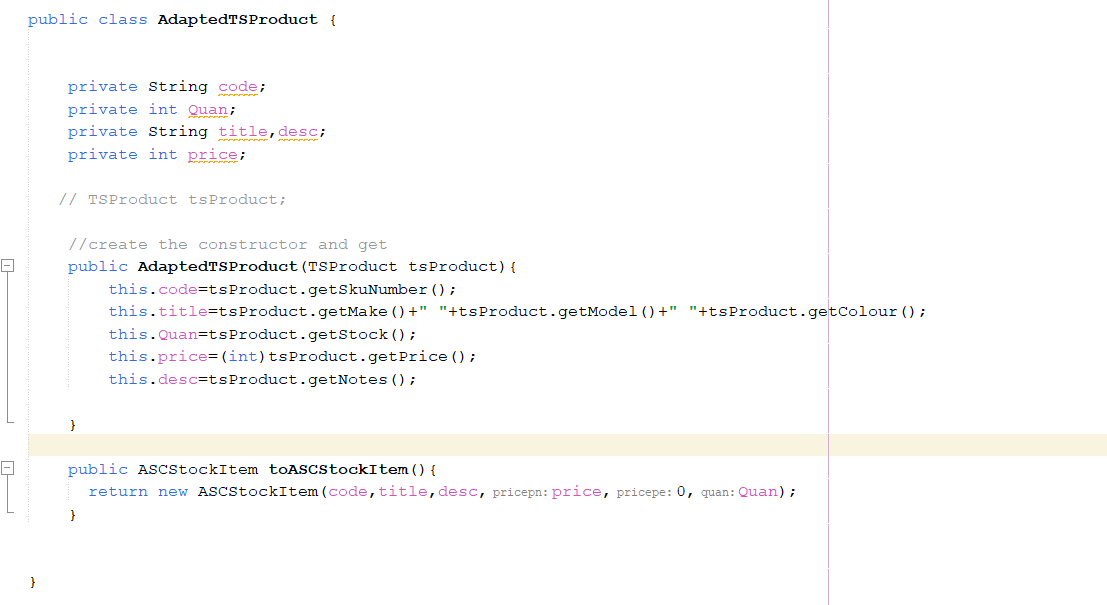 public class AdaptedTSProduct {
private String code;
private int Quan;
private String title,desc;
private int price;
// TSProduct tsProduct;
//create the constructor and get
public AdaptedTSProduct(TSProduct tsProduct){
this.code=tsProduct.getSkuNumber();
this.title=tsProduct.getMake()+" "+tsProduct.getModel()+" "+tsProduct.getColour();
this.Quan=tsProduct.getStock();
this.price=(int)tsProduct.getPrice();
this.desc=tsProduct.getNotes();
}
public ASCStockItem toASCStockItem(){
return new ASCStockItem(code,title,desc, pricepn: price, pricepe: 0, quan: Quan);
}
}